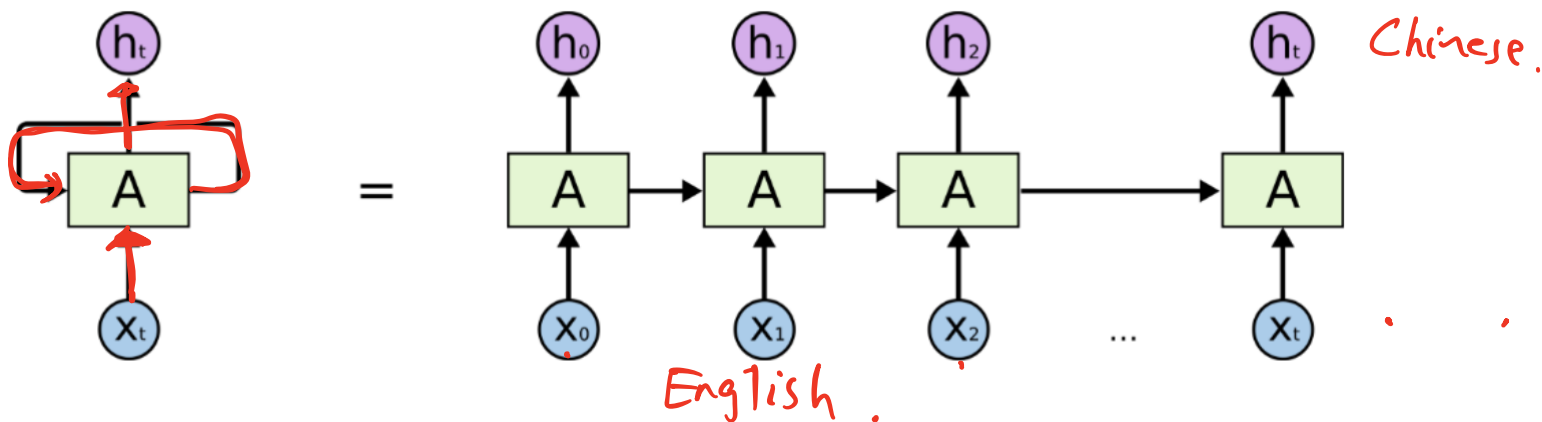 hₜ h₀ h₁ h₂ hₜ Chinese.
A = A A A A
xₜ x₀ x₁ x₂ ... xₜ
English.